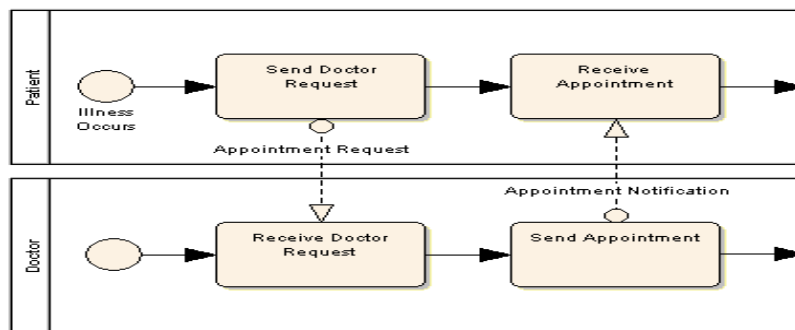 Patient
Send Doctor
Request
Receive
Appointment
Illness
Occurs
Appointment Request
Appointment Notification
Doctor
Receive Doctor
Request
Send Appointment